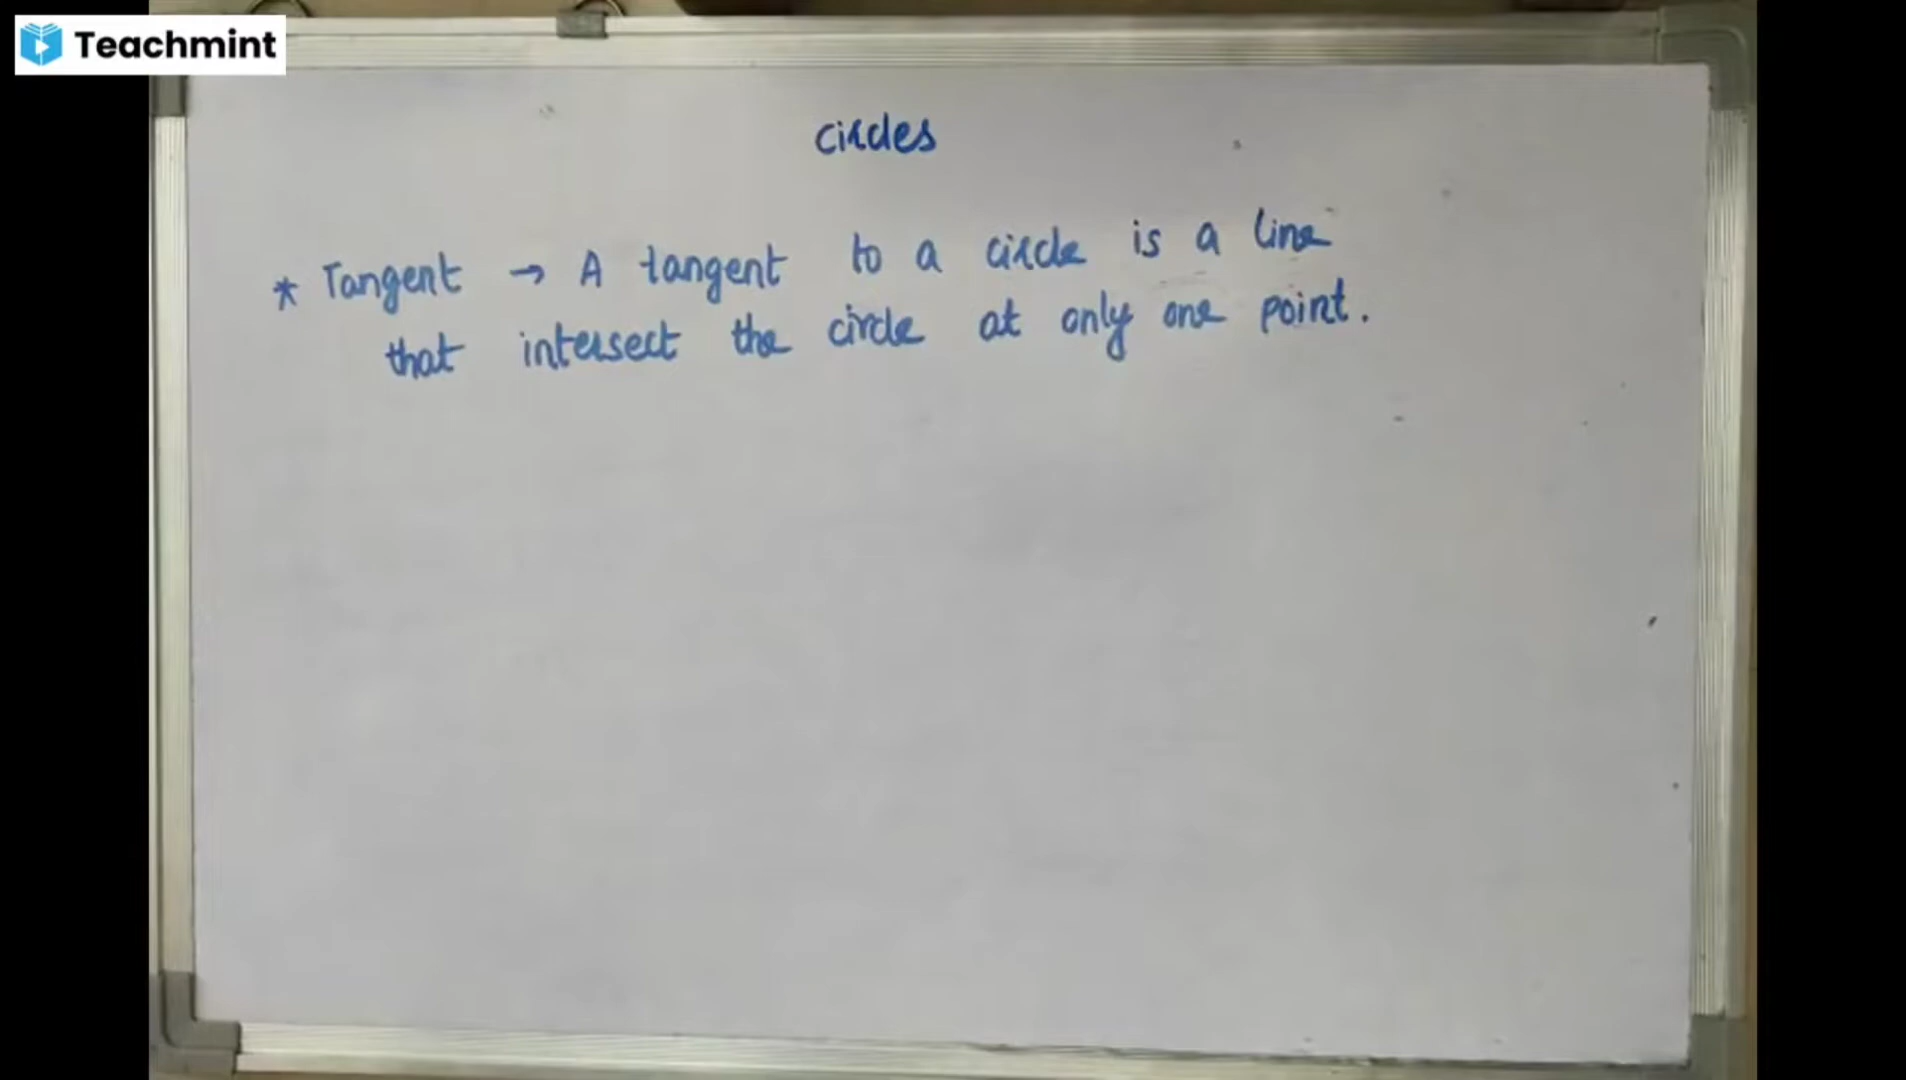 Teachmint
circles
* Tangent → A tangent to a circle is a line
that intersect the circle at only one point.